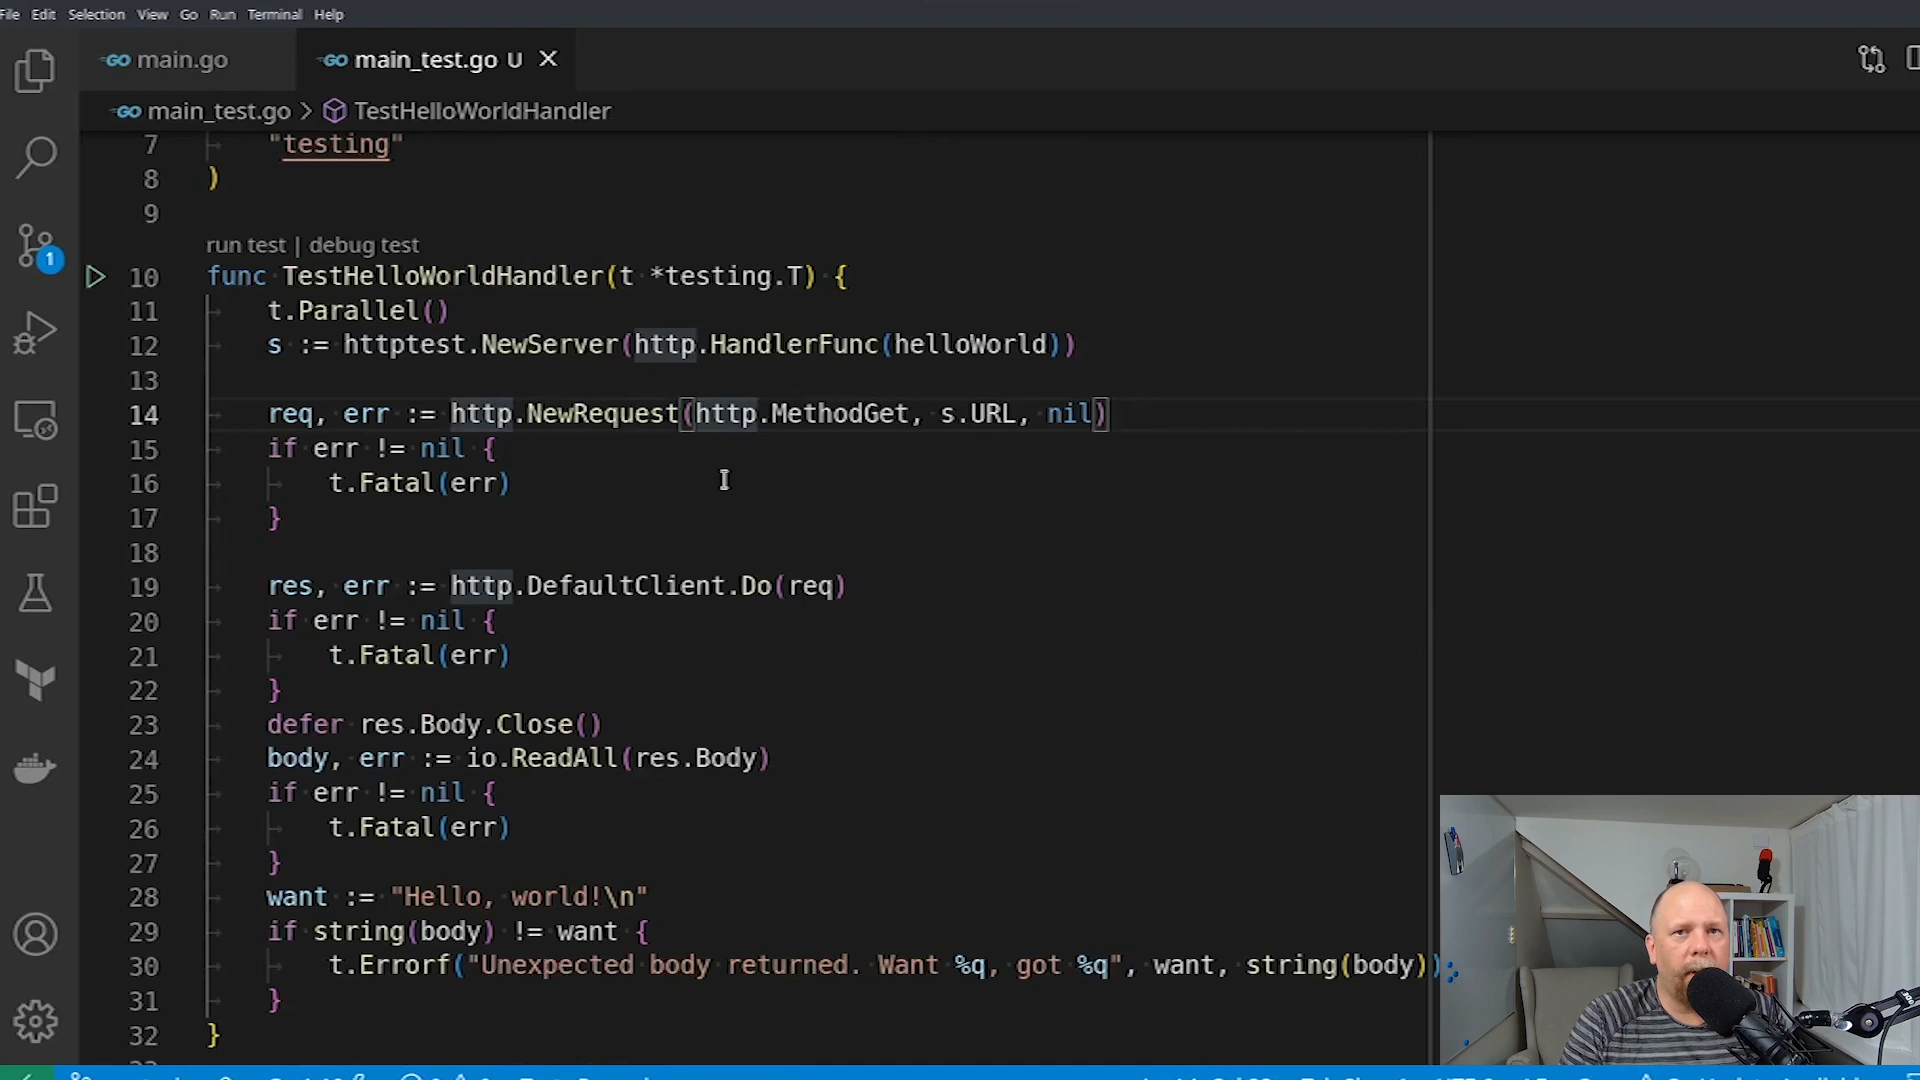 File Edit Selection View Go Run Terminal Help
main.go main_test.go U
main_test.go > TestHelloWorldHandler
7 "testing"
8 )
9
run test | debug test
10 func TestHelloWorldHandler(t *testing.T) {
11 t.Parallel()
12 s := httptest.NewServer(http.HandlerFunc(helloWorld))
13
14 req, err := http.NewRequest(http.MethodGet, s.URL, nil)
15 if err != nil {
16 t.Fatal(err)
17 }
18
19 res, err := http.DefaultClient.Do(req)
20 if err != nil {
21 t.Fatal(err)
22 }
23 defer res.Body.Close()
24 body, err := io.ReadAll(res.Body)
25 if err != nil {
26 t.Fatal(err)
27 }
28 want := "Hello, world!\n"
29 if string(body) != want {
30 t.Errorf("Unexpected body returned. Want %q, got %q", want, string(body))
31 }
32 }
1